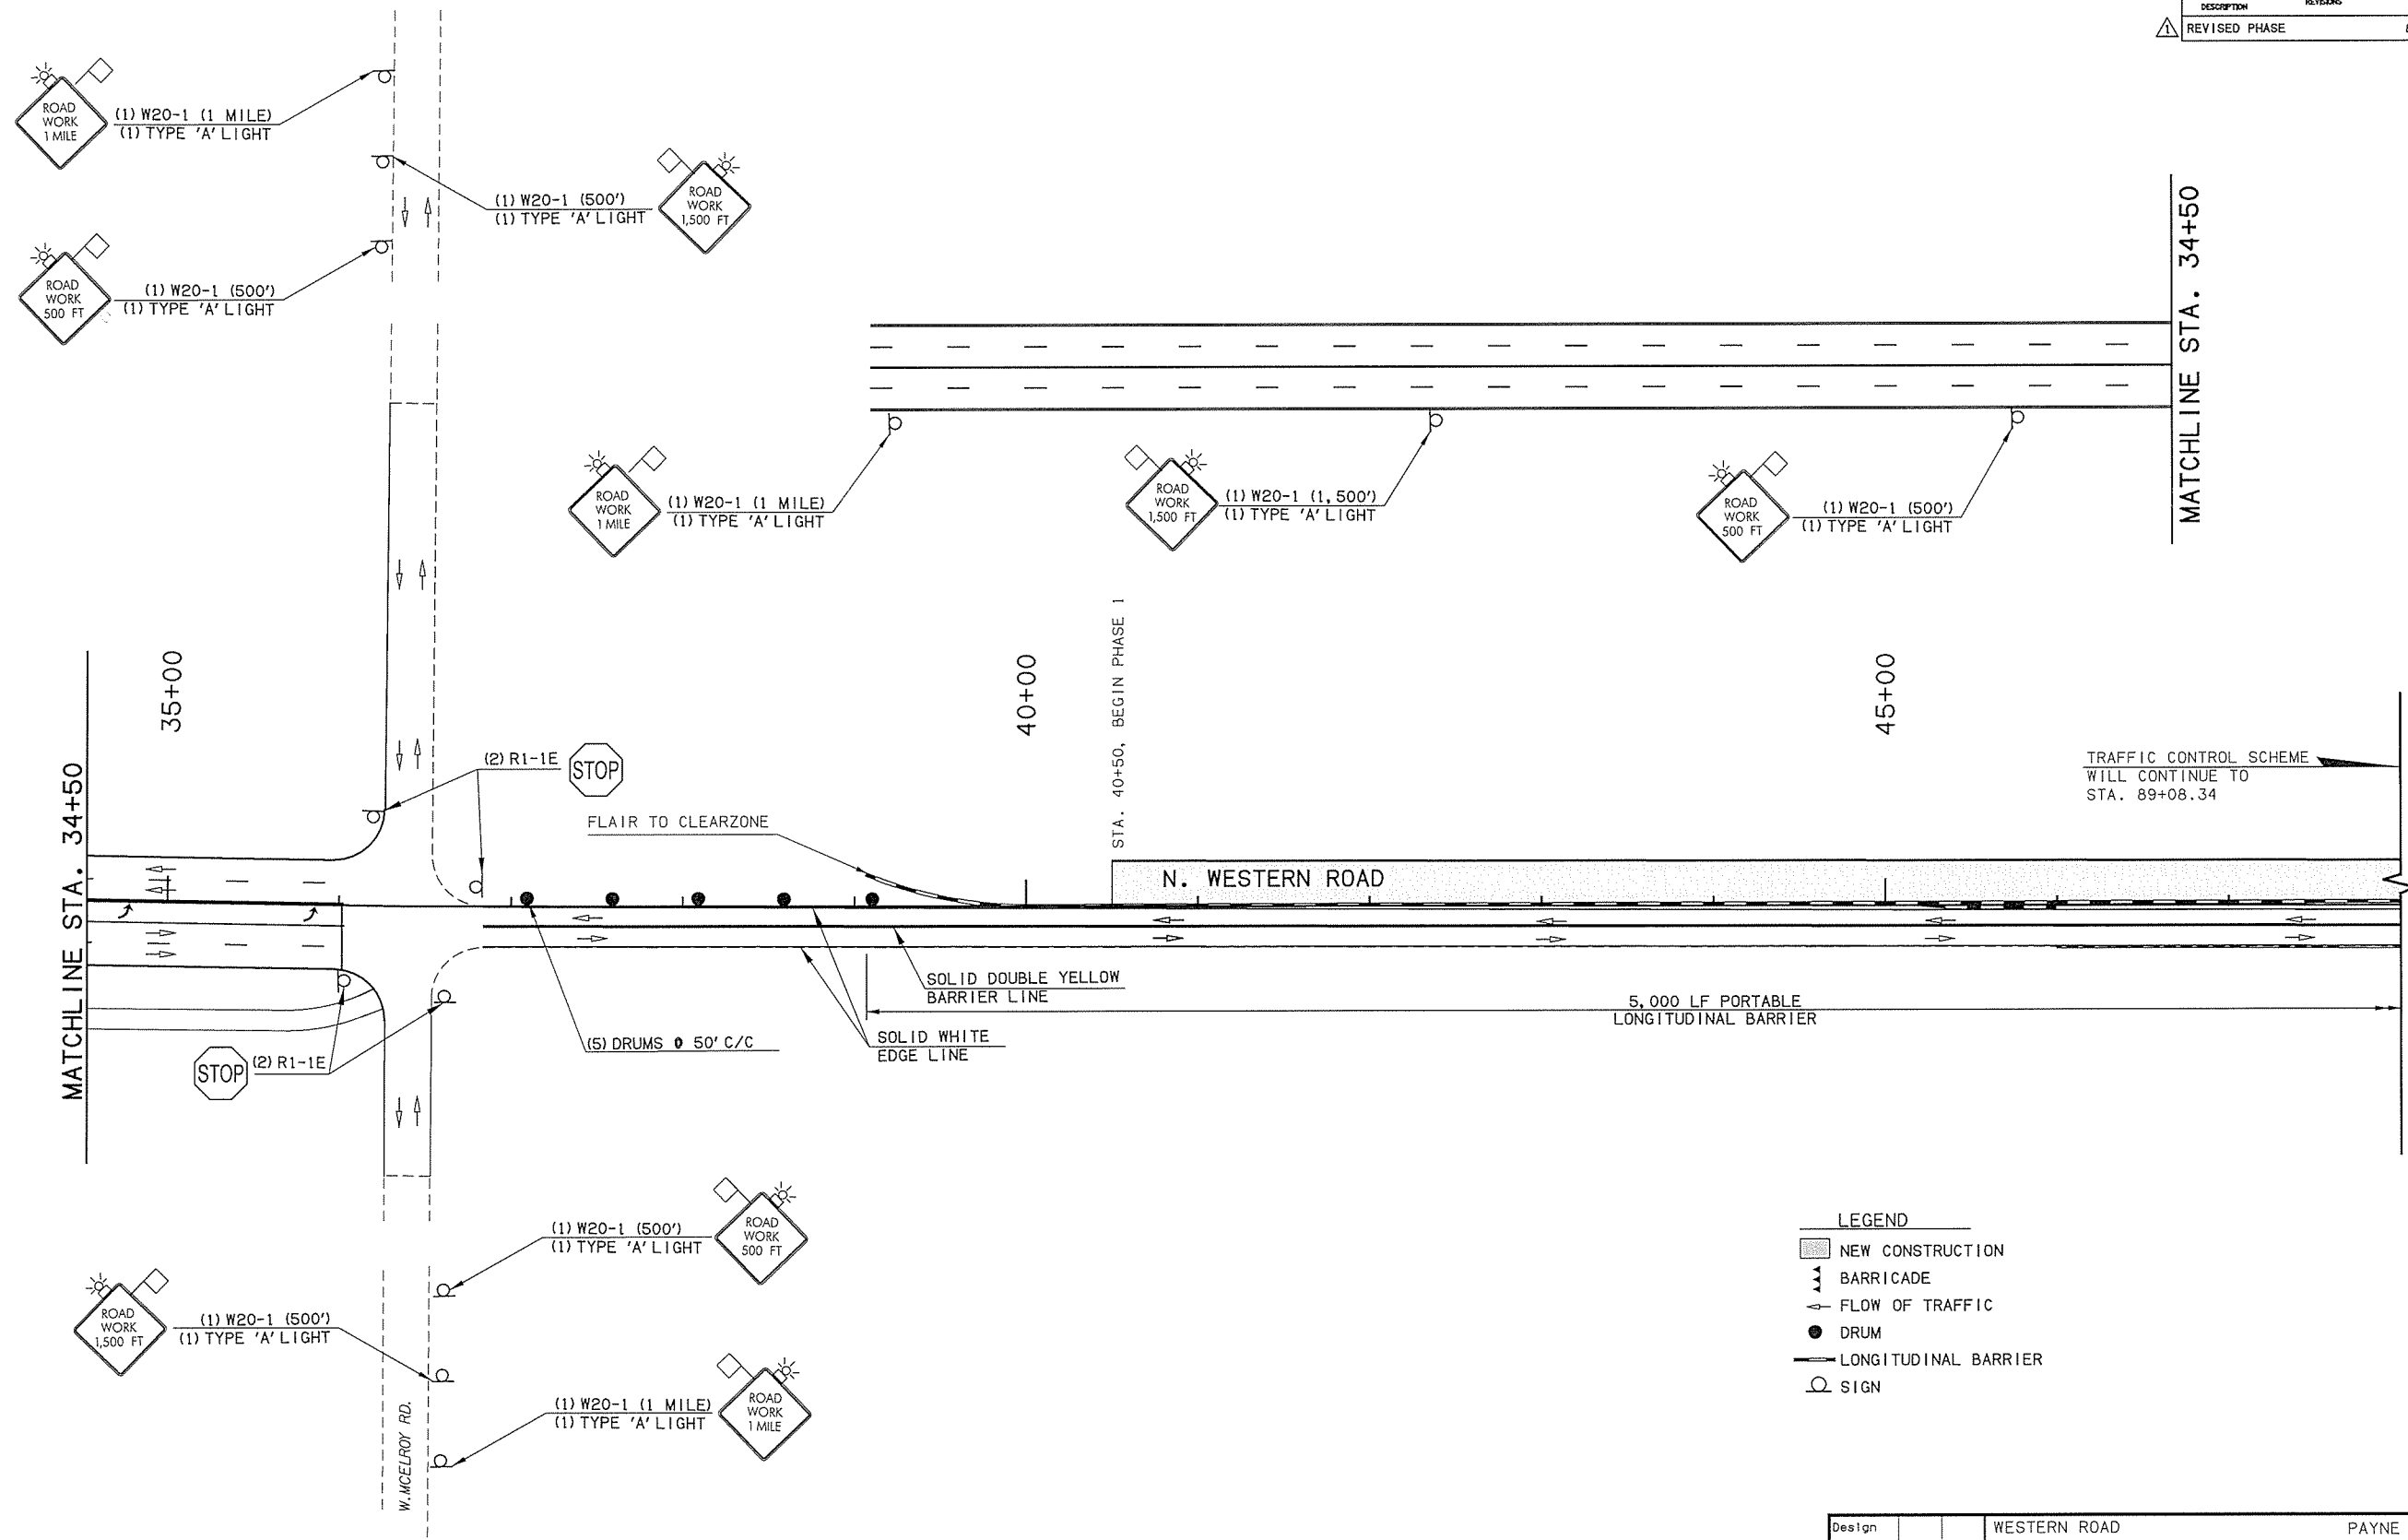 DESCRIPTION REVISIONS
1 REVISED PHASE
ROAD
WORK
1 MILE
(1) W20-1 (1 MILE)
(1) TYPE 'A' LIGHT
(1) W20-1 (500')
(1) TYPE 'A' LIGHT
ROAD
WORK
1,500 FT
ROAD
WORK
500 FT
(1) W20-1 (500')
(1) TYPE 'A' LIGHT
MATCHLINE STA. 34+50
ROAD
WORK
1 MILE
(1) W20-1 (1 MILE)
(1) TYPE 'A' LIGHT
ROAD
WORK
1,500 FT
(1) W20-1 (1,500')
(1) TYPE 'A' LIGHT
ROAD
WORK
500 FT
(1) W20-1 (500')
(1) TYPE 'A' LIGHT
MATCHLINE STA. 34+50
35+00
40+00
STA. 40+50, BEGIN PHASE 1
45+00
(2) R1-1E
STOP
FLAIR TO CLEARZONE
TRAFFIC CONTROL SCHEME
WILL CONTINUE TO
STA. 89+08.34
N. WESTERN ROAD
SOLID DOUBLE YELLOW
BARRIER LINE
5,000 LF PORTABLE
LONGITUDINAL BARRIER
(5) DRUMS @ 50' C/C
SOLID WHITE
EDGE LINE
STOP
(2) R1-1E
(1) W20-1 (500')
(1) TYPE 'A' LIGHT
ROAD
WORK
500 FT
ROAD
WORK
1,500 FT
(1) W20-1 (500')
(1) TYPE 'A' LIGHT
(1) W20-1 (1 MILE)
(1) TYPE 'A' LIGHT
ROAD
WORK
1 MILE
W.MCELROY RD.
LEGEND
NEW CONSTRUCTION
BARRICADE
FLOW OF TRAFFIC
DRUM
LONGITUDINAL BARRIER
SIGN
Design WESTERN ROAD PAYNE